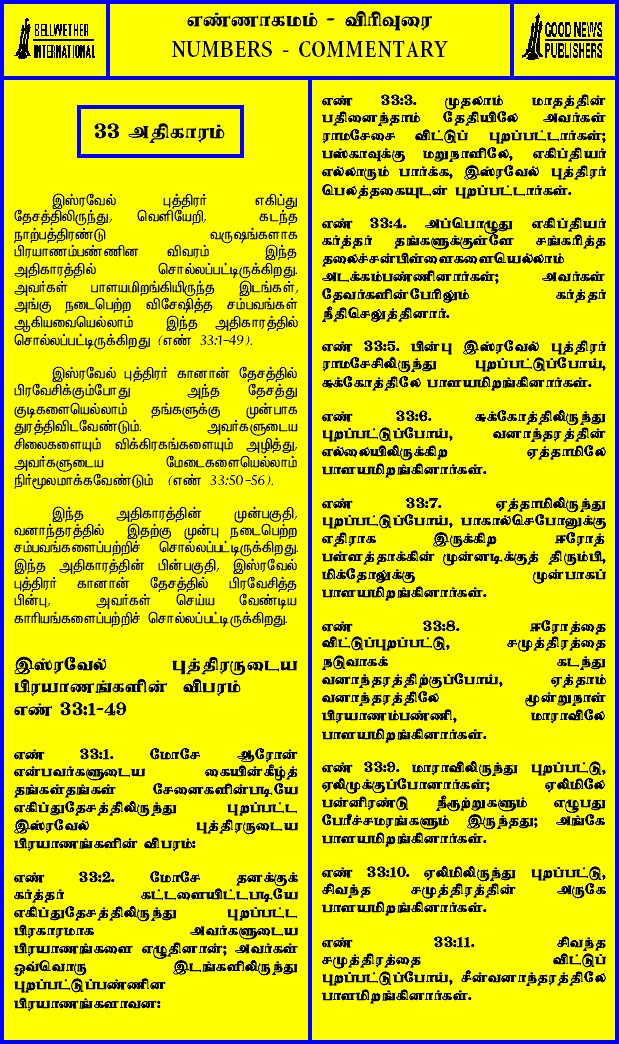 எண்ணாகமம் - விரிவுரை
BELLWETHER
INTERNATIONAL
NUMBERS - COMMENTARY
GOOD NEWS
PUBLISHERS
33 அதிகாரம்
இஸ்ரவேல் புத்திரர் எகிப்து
தேசத்திலிருந்து, வெளியேறி, கடந்த
நாற்பத்திரண்டு வருஷங்களாக
பிரயாணம்பண்ணின விவரம் இந்த
அதிகாரத்தில் சொல்லப்பட்டிருக்கிறது.
அவர்கள் பாளயமிறங்கியிருந்த இடங்கள்,
அங்கு நடைபெற்ற விசேஷித்த சம்பவங்கள்
ஆகியவையெல்லாம் இந்த அதிகாரத்தில்
சொல்லப்பட்டிருக்கிறது (எண் 33:1-49).
இஸ்ரவேல் புத்திரர் கானான் தேசத்தில்
பிரவேசிக்கும்போது அந்த தேசத்து
குடிகளையெல்லாம் தங்களுக்கு முன்பாக
துரத்திவிடவேண்டும். அவர்களுடைய
சிலைகளையும் விக்கிரகங்களையும் அழித்து,
அவர்களுடைய மேடைகளையெல்லாம்
நிர்மூலமாக்கவேண்டும் (எண் 33:50-56).
இந்த அதிகாரத்தின் முன்பகுதி,
வனாந்தரத்தில் இதற்கு முன்பு நடைபெற்ற
சம்பவங்களைப்பற்றிச் சொல்லப்பட்டிருக்கிறது.
இந்த அதிகாரத்தின் பின்பகுதி, இஸ்ரவேல்
புத்திரர் கானான் தேசத்தில் பிரவேசித்த
பின்பு, அவர்கள் செய்ய வேண்டிய
காரியங்களைப்பற்றிச் சொல்லப்பட்டிருக்கிறது.
இஸ்ரவேல் புத்திரருடைய
பிரயாணங்களின் விபரம்
எண் 33:1-49
எண் 33:1. மோசே ஆரோன்
என்பவர்களுடைய கையின்கீழ்த்
தங்கள்தங்கள் சேனைகளின்படியே
எகிப்துதேசத்திலிருந்து புறப்பட்ட
இஸ்ரவேல் புத்திரருடைய
பிரயாணங்களின் விபரம்:
எண் 33:2. மோசே தனக்குக்
கர்த்தர் கட்டளையிட்டபடியே
எகிப்துதேசத்திலிருந்து புறப்பட்ட
பிரகாரமாக அவர்களுடைய
பிரயாணங்களை எழுதினான்; அவர்கள்
ஒவ்வொரு இடங்களிலிருந்து
புறப்பட்டுப்பண்ணின
பிரயாணங்களாவன:
எண் 33:3. முதலாம் மாதத்தின்
பதினைந்தாம் தேதியிலே அவர்கள்
ராமசேசை விட்டுப் புறப்பட்டார்கள்;
பஸ்காவுக்கு மறுநாளிலே, எகிப்தியர்
எல்லாரும் பார்க்க, இஸ்ரவேல் புத்திரர்
பெலத்தகையுடன் புறப்பட்டார்கள்.
எண் 33:4. அப்பொழுது எகிப்தியர்
கர்த்தர் தங்களுக்குள்ளே சங்கரித்த
தலைச்சன்பிள்ளைகளையெல்லாம்
அடக்கம்பண்ணினார்கள்; அவர்கள்
தேவர்களின்பேரிலும் கர்த்தர்
நீதிசெலுத்தினார்.
எண் 33:5. பின்பு இஸ்ரவேல் புத்திரர்
ராமசேசிலிருந்து புறப்பட்டுப்போய்,
சுக்கோத்திலே பாளயமிறங்கினார்கள்.
எண் 33:6. சுக்கோத்திலிருந்து
புறப்பட்டுப்போய், வனாந்தரத்தின்
எல்லையிலிருக்கிற ஏத்தாமிலே
பாளயமிறங்கினார்கள்.
எண் 33:7. ஏத்தாமிலிருந்து
புறப்பட்டுப்போய், பாகால்செபோனுக்கு
எதிராக இருக்கிற ஈரோத்
பள்ளத்தாக்கின் முன்னடிக்குத் திரும்பி,
மிக்தோலுக்கு முன்பாகப்
பாளயமிறங்கினார்கள்.
எண் 33:8. ஈரோத்தை
விட்டுப்புறப்பட்டு, சமுத்திரத்தை
நடுவாகக் கடந்து
வனாந்தரத்திற்குப்போய், ஏத்தாம்
வனாந்தரத்திலே மூன்றுநாள்
பிரயாணம்பண்ணி, மாராவிலே
பாளயமிறங்கினார்கள்.
எண் 33:9. மாராவிலிருந்து புறப்பட்டு,
ஏலிமுக்குப்போனார்கள்; ஏலிமிலே
பன்னிரண்டு நீரூற்றுகளும் எழுபது
பேரீச்சமரங்களும் இருந்தது; அங்கே
பாளயமிறங்கினார்கள்.
எண் 33:10. ஏலிமிலிருந்து புறப்பட்டு,
சிவந்த சமுத்திரத்தின் அருகே
பாளயமிறங்கினார்கள்.
எண் 33:11. சிவந்த
சமுத்திரத்தை விட்டுப்
புறப்பட்டுப்போய், சீன்வனாந்தரத்திலே
பாளமிறங்கினார்கள்.